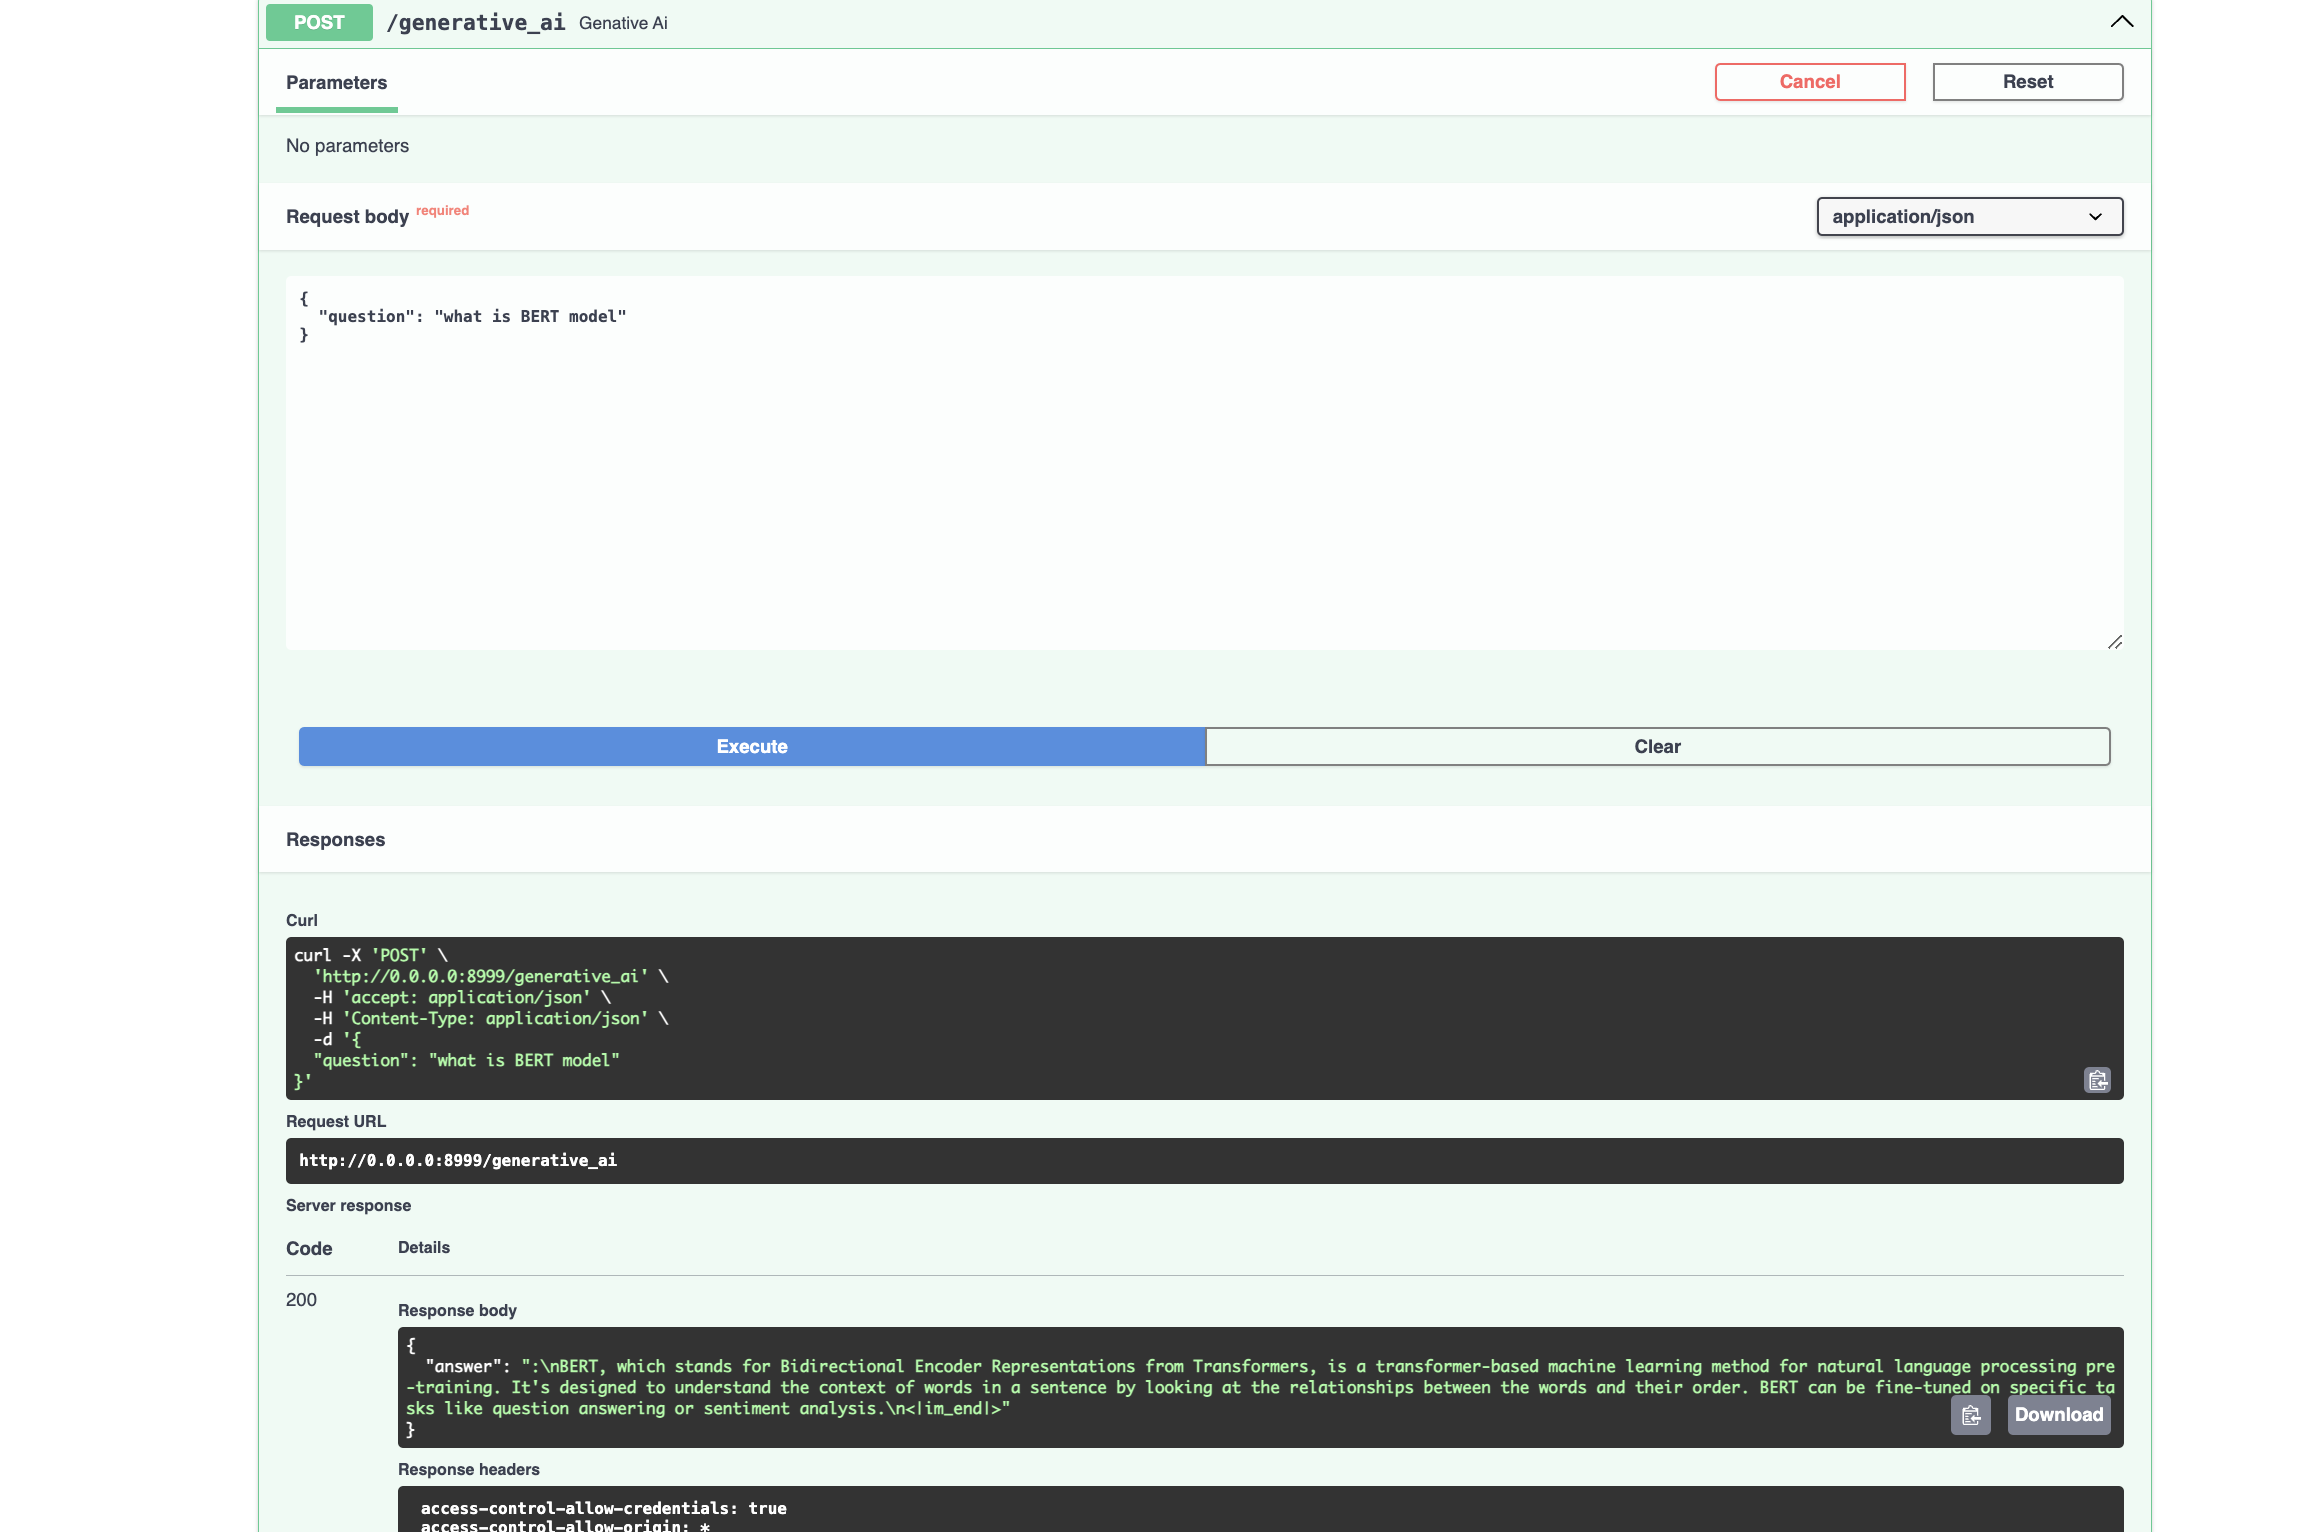 POST /generative_ai Genative Ai
Parameters
Cancel
Reset
No parameters
Request body required
application/json
{
  "question": "what is BERT model"
}
Execute
Clear
Responses
Curl
curl -X 'POST' \
  'http://0.0.0.0:8999/generative_ai' \
  -H 'accept: application/json' \
  -H 'Content-Type: application/json' \
  -d '{
  "question": "what is BERT model"
}'
Request URL
http://0.0.0.0:8999/generative_ai
Server response
Code Details
200
Response body
{
  "answer": ":\nBERT, which stands for Bidirectional Encoder Representations from Transformers, is a transformer-based machine learning method for natural language processing pre
-training. It's designed to understand the context of words in a sentence by looking at the relationships between the words and their order. BERT can be fine-tuned on specific ta
sks like question answering or sentiment analysis.\n<|im_end|>"
}
Download
Response headers
access-control-allow-credentials: true
access-control-allow-origin: *